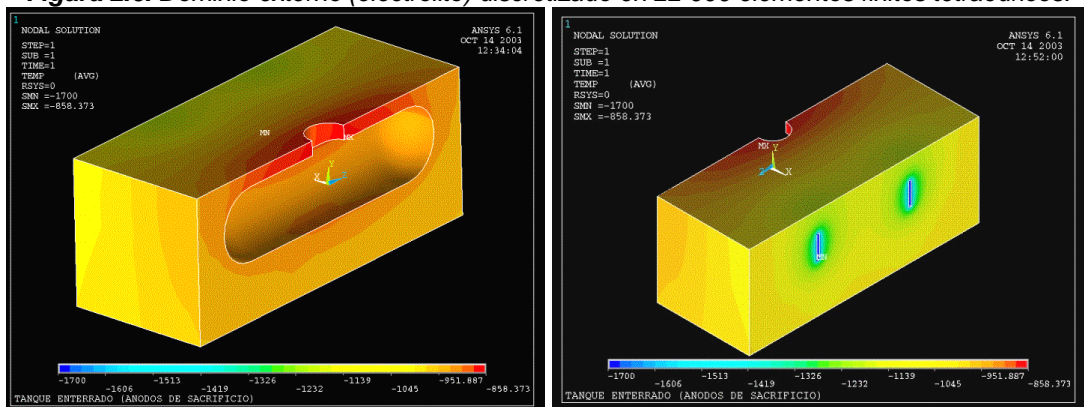 Figura 2.8. Dominio externo (electrolito) discretizado en 22 000 elementos finitos tetraédricos.
1
NODAL SOLUTION
STEP=1
SUB =1
TIME=1
TEMP (AVG)
RSYS=0
SMN =-1700
SMX =-858.373
ANSYS 6.1
OCT 14 2003
12:34:04
MN
MX
Y
X
Z
-1700
-1606
-1513
-1419
-1326
-1232
-1139
-1045
-951.887
-858.373
TANQUE ENTERRADO (ANODOS DE SACRIFICIO)
1
NODAL SOLUTION
STEP=1
SUB =1
TIME=1
TEMP (AVG)
RSYS=0
SMN =-1700
SMX =-858.373
ANSYS 6.1
OCT 14 2003
12:52:00
MX
Y
Z
X
MN
-1700
-1606
-1513
-1419
-1326
-1232
-1139
-1045
-951.887
-858.373
TANQUE ENTERRADO (ANODOS DE SACRIFICIO)